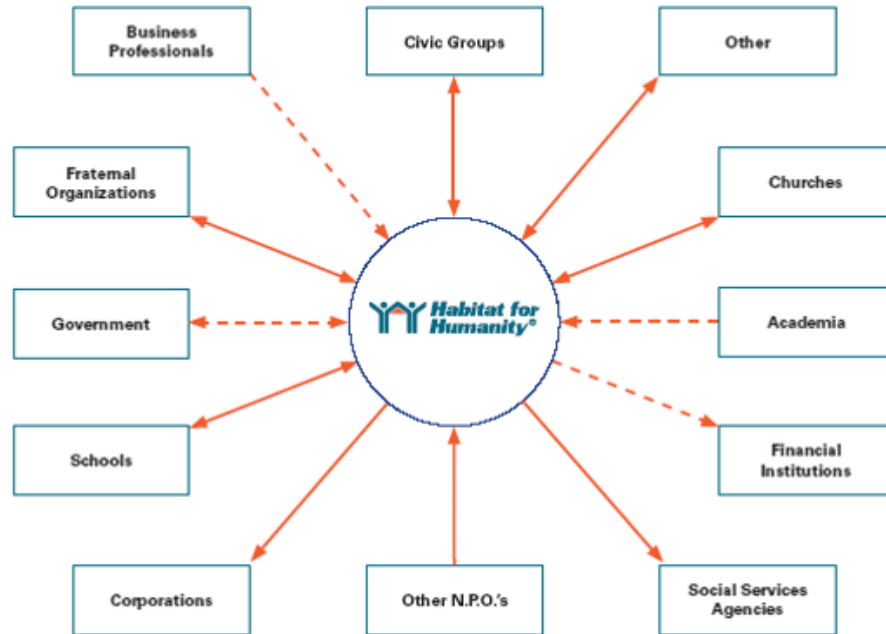 Business
Professionals
Civic Groups
Other
Fraternal
Organizations
Churches
Government
Habitat for
Humanity®
Academia
Schools
Financial
Institutions
Corporations
Other N.P.O.'s
Social Services
Agencies